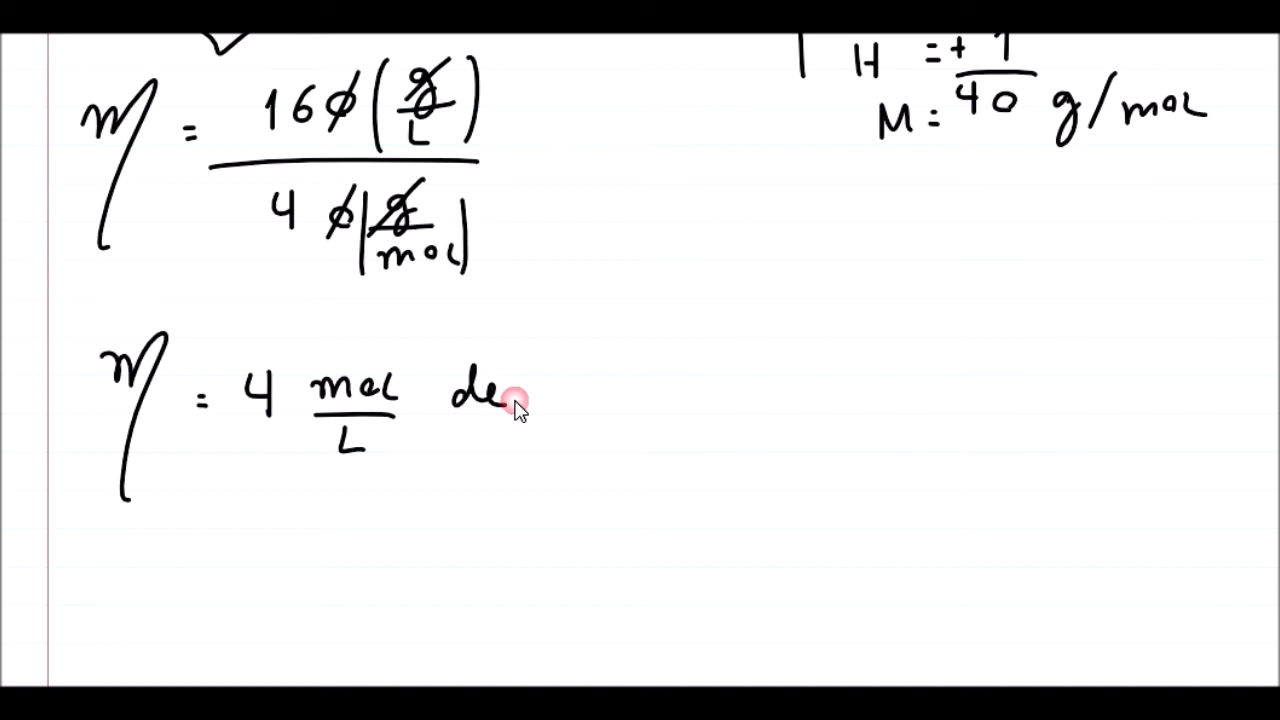 H = + 1
M = 40 g/mol
m = 160 (g/L)
40 (g/mol)
m = 4 mol/L de